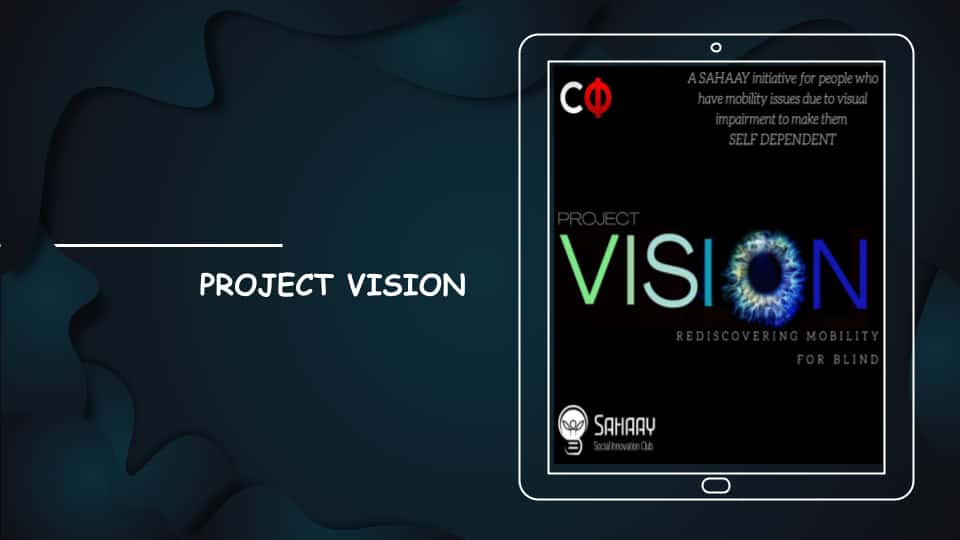 PROJECT VISION
CΦ
A SAHAAY initiative for people who
have mobility issues due to visual
impairment to make them
SELF DEPENDENT
PROJECT
VISION
REDISCOVERING MOBILITY
FOR BLIND
SAHAAY
Social Innovation Club